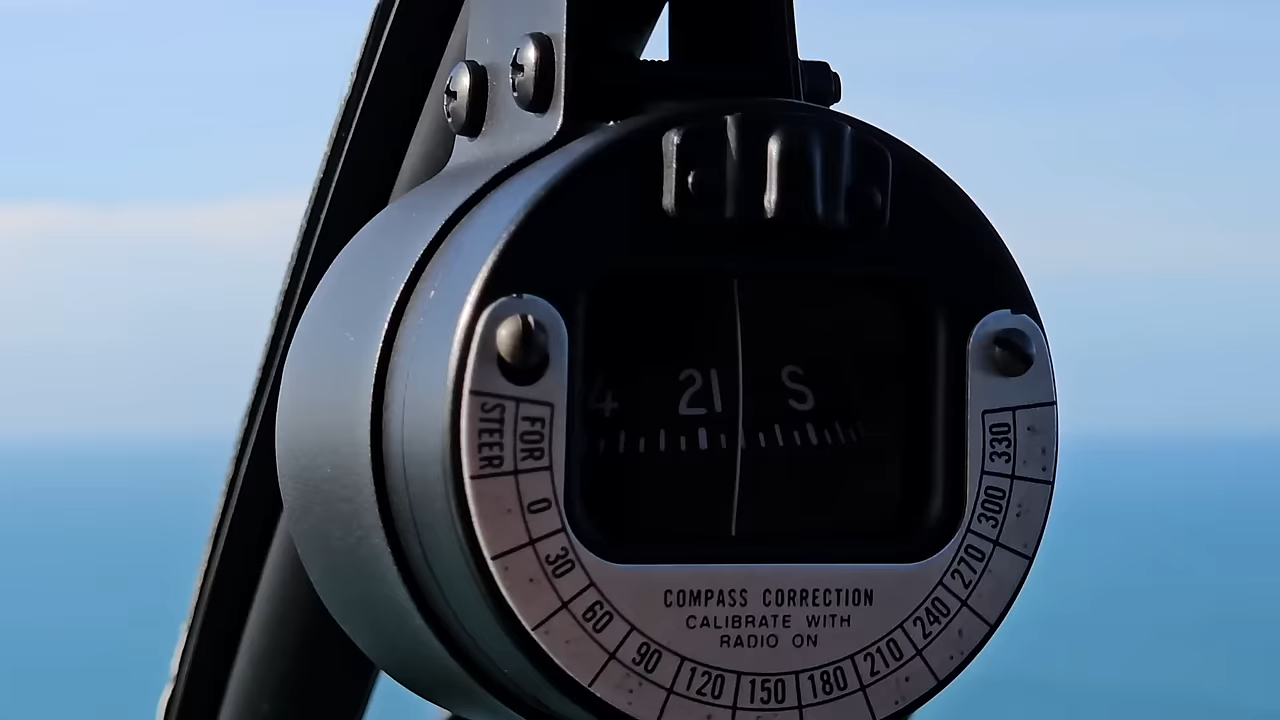 4 21 S
STEER
FOR
0
30
60
90
120
150
180
210
240
270
300
330
COMPASS CORRECTION
CALIBRATE WITH
RADIO ON